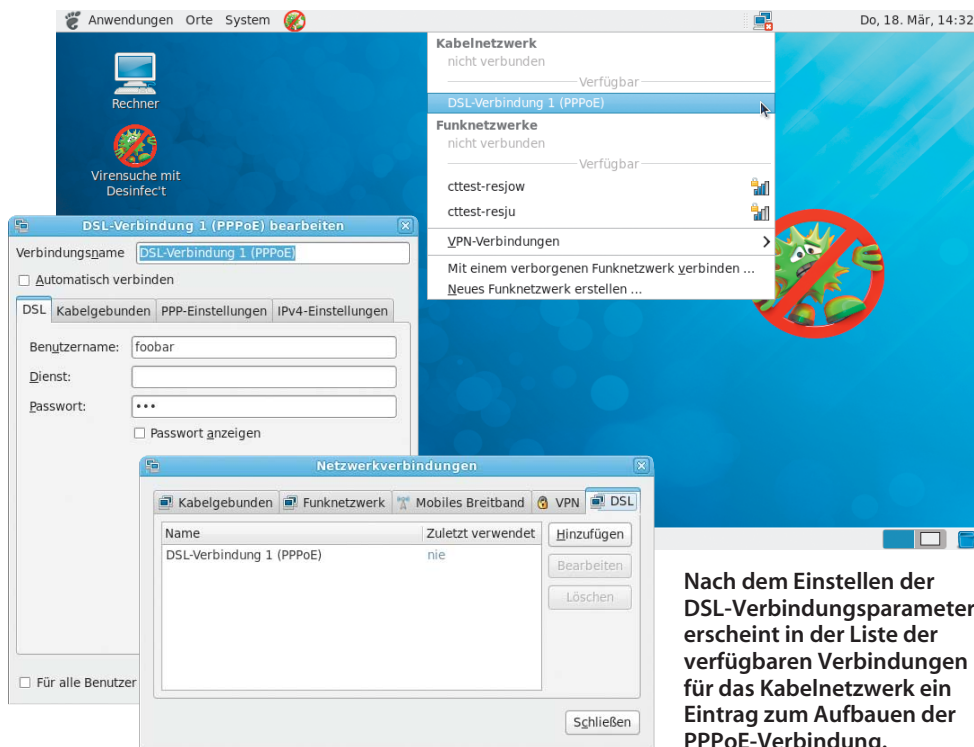 Anwendungen Orte System
Do, 18. Mär, 14:32
Rechner
Virensuche mit
Desinfec't
Kabelnetzwerk
nicht verbunden
Verfügbar
DSL-Verbindung 1 (PPPoE)
Funknetzwerke
nicht verbunden
Verfügbar
cttest-resjow
cttest-resju
VPN-Verbindungen
Mit einem verborgenen Funknetzwerk verbinden ...
Neues Funknetzwerk erstellen ...
DSL-Verbindung 1 (PPPoE) bearbeiten
Verbindungsname DSL-Verbindung 1 (PPPoE)
Automatisch verbinden
DSL Kabelgebunden PPP-Einstellungen IPv4-Einstellungen
Benutzername: foobar
Dienst:
Passwort: •••
Passwort anzeigen
Für alle Benutzer
Netzwerkverbindungen
Kabelgebunden Funknetzwerk Mobiles Breitband VPN DSL
Name Zuletzt verwendet Hinzufügen
DSL-Verbindung 1 (PPPoE) nie
Bearbeiten
Löschen
Schließen
Nach dem Einstellen der
DSL-Verbindungsparameter
erscheint in der Liste der
verfügbaren Verbindungen
für das Kabelnetzwerk ein
Eintrag zum Aufbauen der
PPPoE-Verbindung.